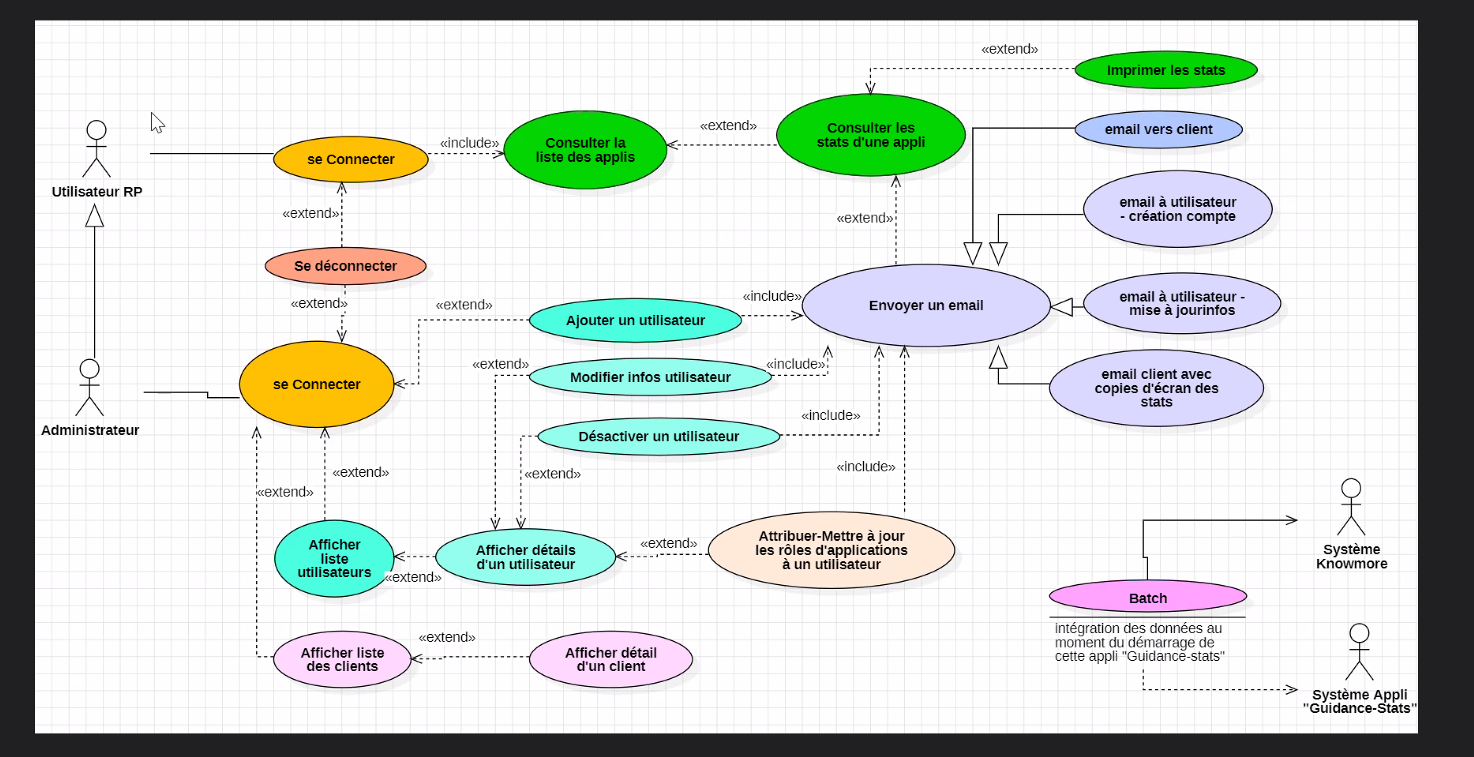 «extend»
Imprimer les stats
Consulter les
stats d'une appli
email vers client
«extend»
Consulter la
liste des applis
«include»
se Connecter
Utilisateur RP
email à utilisateur
- création compte
«extend»
«extend»
Se déconnecter
«extend»
«extend»
«include»
Envoyer un email
email à utilisateur -
mise à jourinfos
Ajouter un utilisateur
«extend»
«include»
Modifier infos utilisateur
se Connecter
email client avec
copies d'écran des
stats
Administrateur
«include»
Désactiver un utilisateur
«extend»
«extend»
«include»
«extend»
Afficher
liste
utilisateurs
«extend»
Afficher détails
d'un utilisateur
«extend»
Attribuer-Mettre à jour
les rôles d'applications
à un utilisateur
Système
Knowmore
Batch
intégration des données au
moment du démarrage de
cette appli "Guidance-stats"
Afficher liste
des clients
«extend»
Afficher détail
d'un client
Système Appli
"Guidance-Stats"